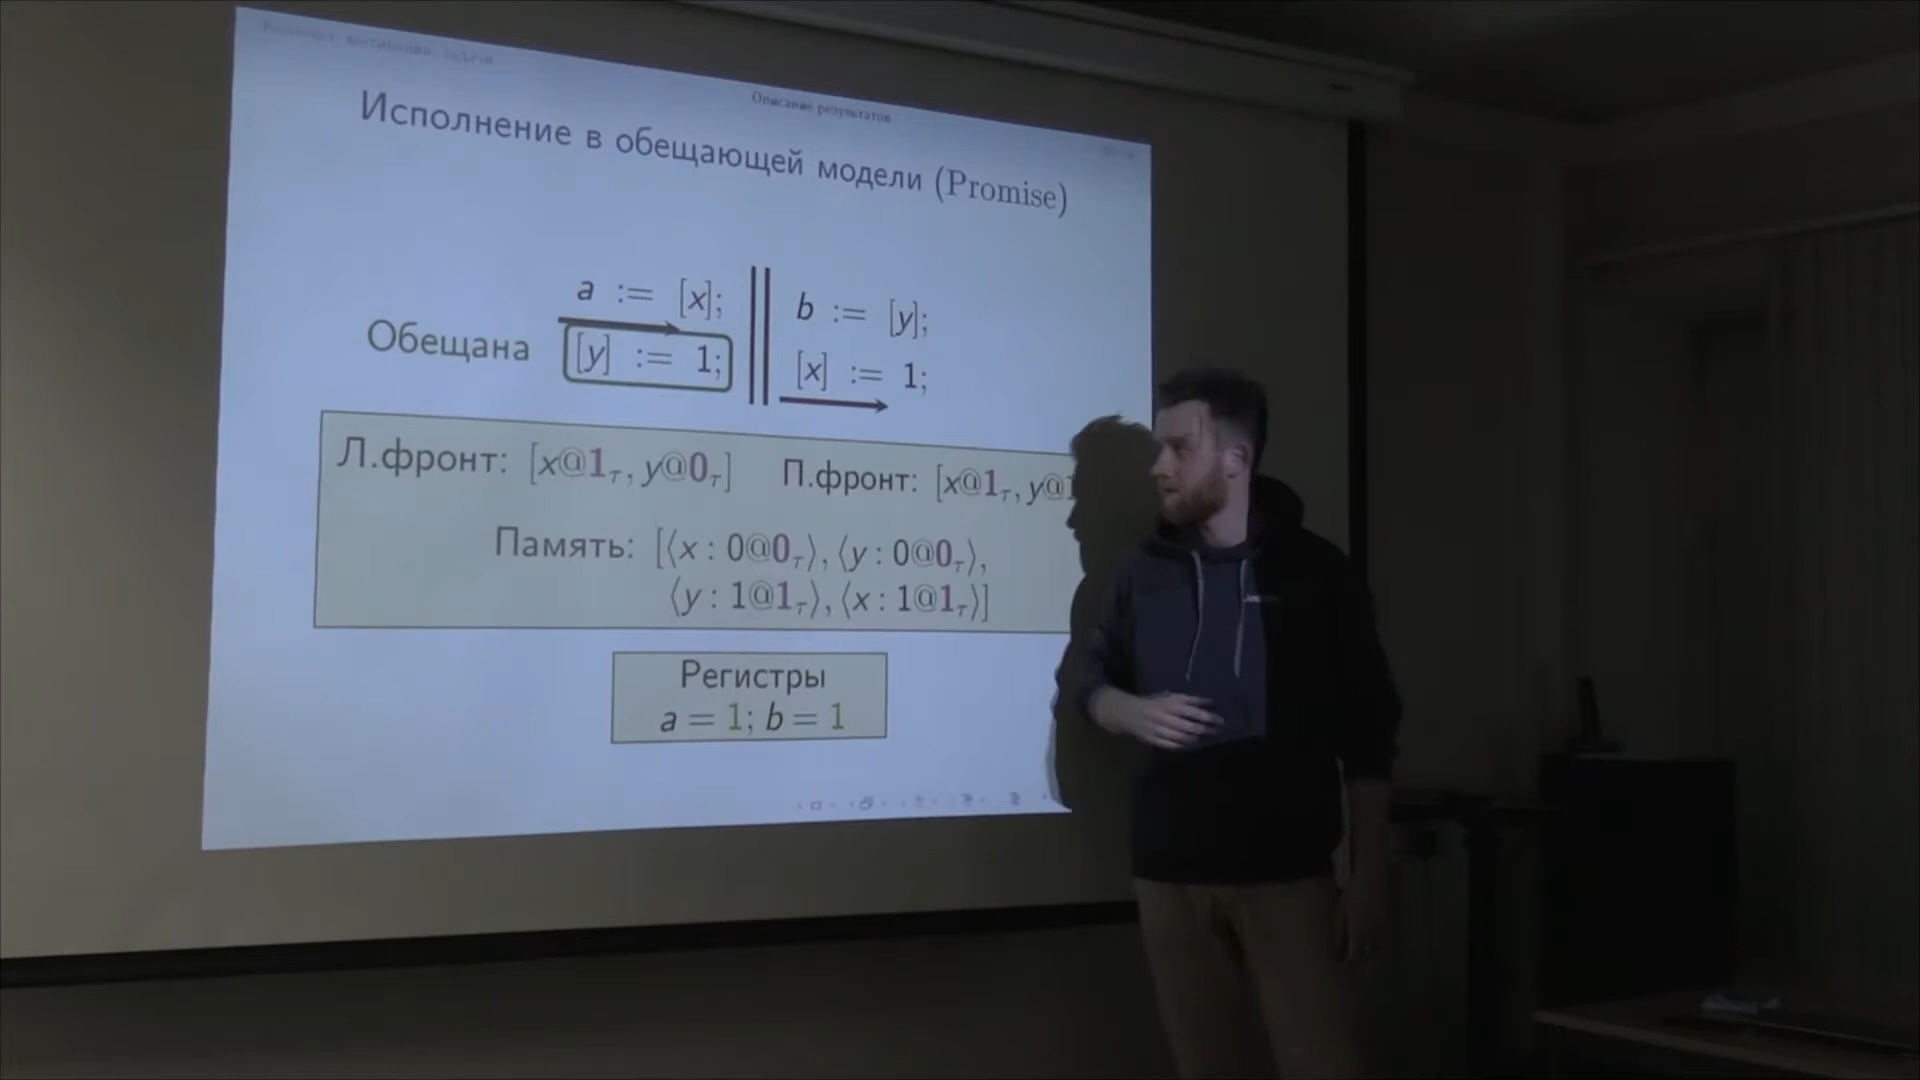 Описание результатов
Исполнение в обещающей модели (Promise)
a := [x];
b := [y];
Обещана
[y] := 1;
[x] := 1;
Л.фронт: [x@1τ, y@0τ] П.фронт: [x@1τ, y@1
Память: [⟨x : 0@0τ⟩, ⟨y : 0@0τ⟩,
⟨y : 1@1τ⟩, ⟨x : 1@1τ⟩]
Регистры
a = 1; b = 1